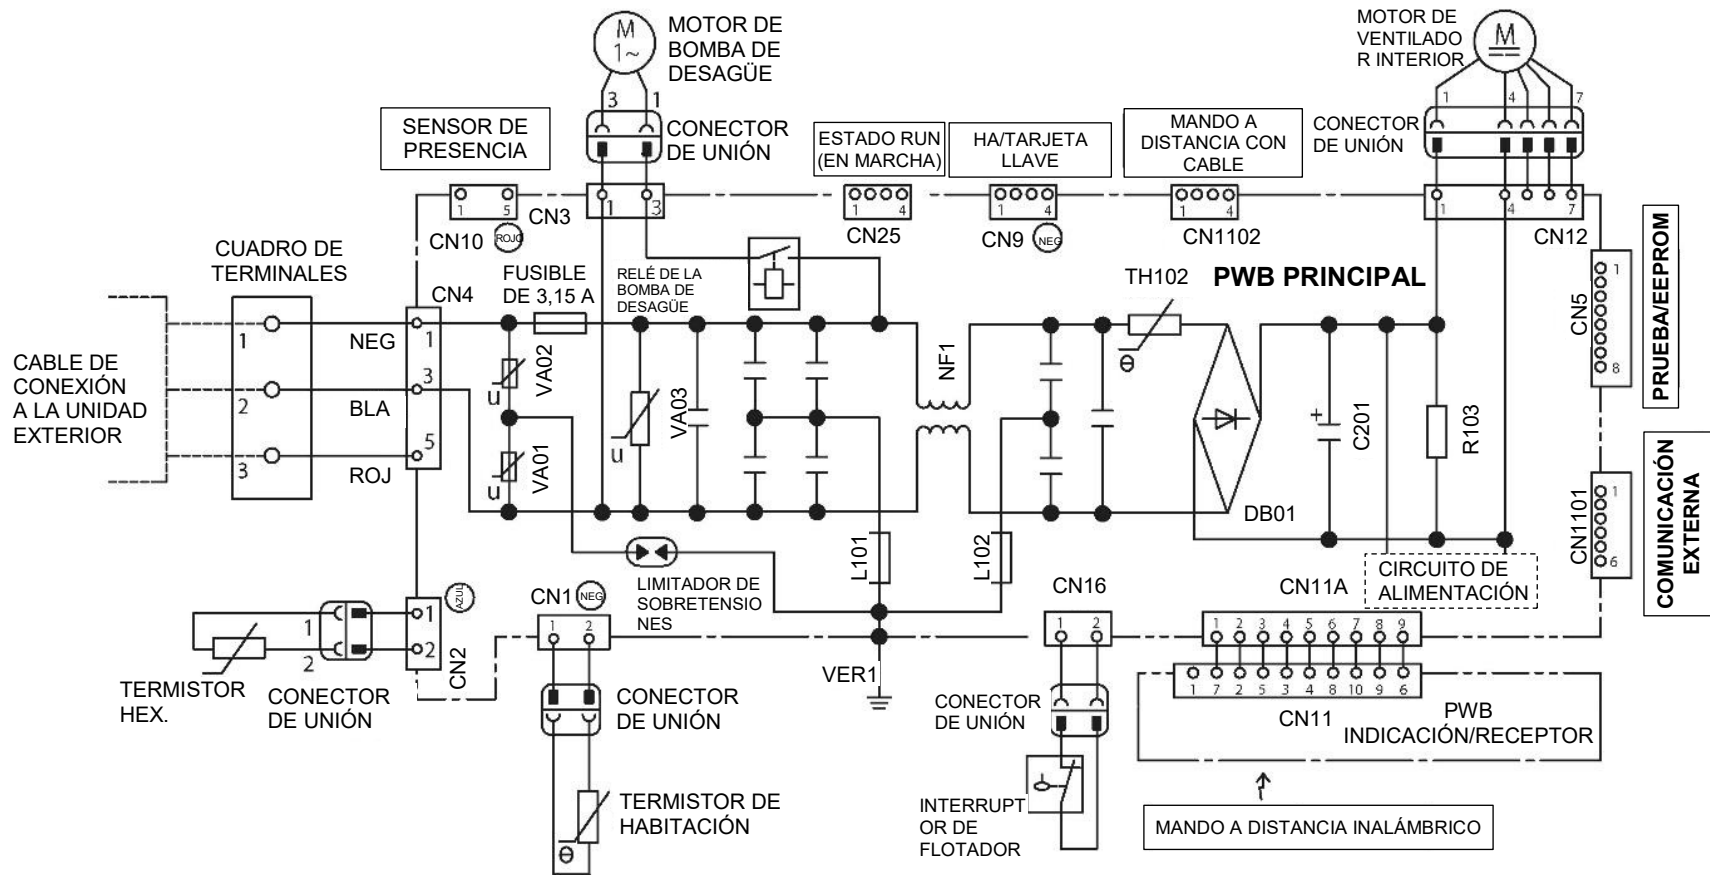 M
1~
MOTOR DE
BOMBA DE
DESAGÜE
3 1
CONECTOR
DE UNIÓN
SENSOR DE
PRESENCIA
ESTADO RUN
(EN MARCHA)
HA/TARJETA
LLAVE
MANDO A
DISTANCIA CON
CABLE
MOTOR DE
VENTILADO
R INTERIOR
M
1 4 7
CONECTOR
DE UNIÓN
1 5
CN10
ROJO
CN3
1 3
1 4
CN25
1 4
CN9
NEG
1 4
CN1102
1 4 7
CN12
PRUEBA/EEPROM
CN5
1
8
CUADRO DE
TERMINALES
CN4
FUSIBLE
DE 3,15 A
RELÉ DE LA
BOMBA DE
DESAGÜE
TH102
PWB PRINCIPAL
CABLE DE
CONEXIÓN
A LA UNIDAD
EXTERIOR
1
2
3
NEG
BLA
ROJ
1
3
5
u
VA02
u
VA01
u
VA03
NF1
θ
DB01
+
C201
R103
COMUNICACIÓN
EXTERNA
CN1101
1
6
L101
L102
LIMITADOR DE
SOBRETENSIO
NES
CIRCUITO DE
ALIMENTACIÓN
AZUL
1
2
CN2
1
2
TERMISTOR
HEX.
CONECTOR
DE UNIÓN
CN1
NEG
1 2
CONECTOR
DE UNIÓN
θ
TERMISTOR DE
HABITACIÓN
VER1
CN16
1 2
CONECTOR
DE UNIÓN
INTERRUPT
OR DE
FLOTADOR
CN11A
1 2 3 4 5 6 7 8 9
1 7 2 5 3 4 8 10 9 6
CN11
PWB
INDICACIÓN/RECEPTOR
MANDO A DISTANCIA INALÁMBRICO